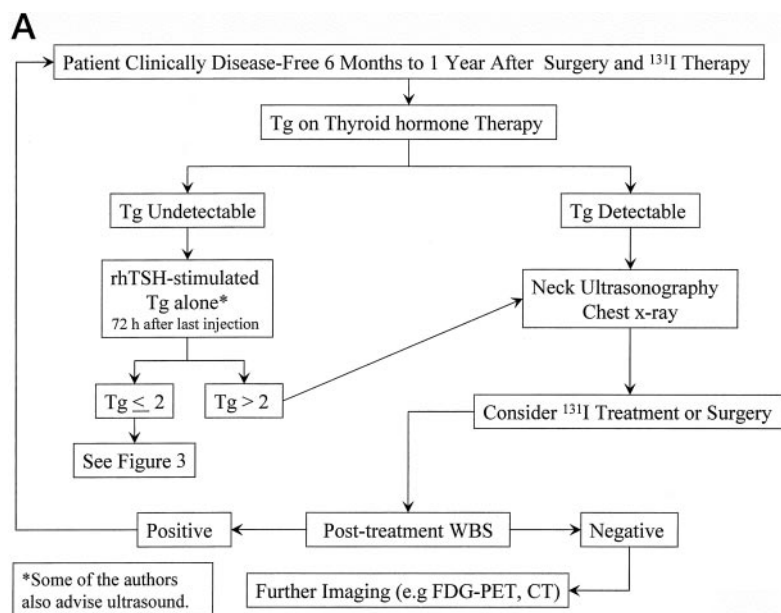 A
Patient Clinically Disease-Free 6 Months to 1 Year After Surgery and ¹³¹I Therapy
Tg on Thyroid hormone Therapy
Tg Undetectable
Tg Detectable
rhTSH-stimulated
Tg alone*
72 h after last injection
Neck Ultrasonography
Chest x-ray
Tg ≤ 2
Tg > 2
Consider ¹³¹I Treatment or Surgery
See Figure 3
Positive
Post-treatment WBS
Negative
*Some of the authors
also advise ultrasound.
Further Imaging (e.g FDG-PET, CT)